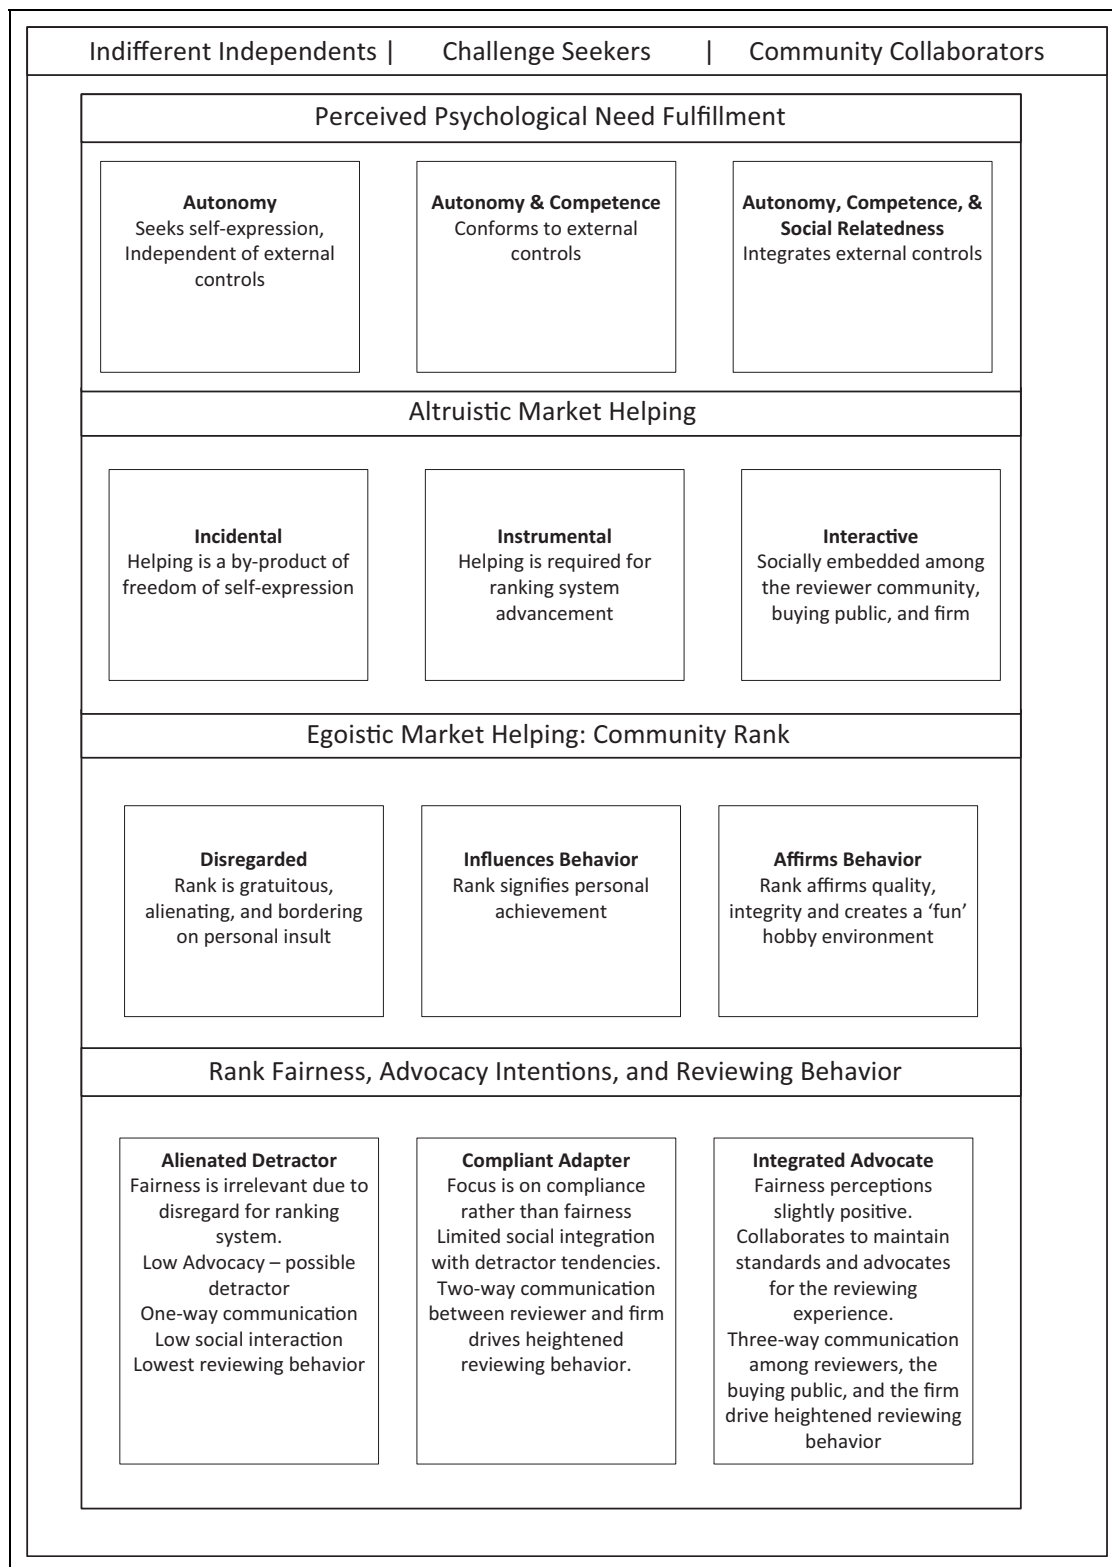 Indifferent Independents | Challenge Seekers | Community Collaborators
Perceived Psychological Need Fulfillment
Autonomy
Seeks self-expression,
Independent of external
controls
Autonomy & Competence
Conforms to external
controls
Autonomy, Competence, &
Social Relatedness
Integrates external controls
Altruistic Market Helping
Incidental
Helping is a by-product of
freedom of self-expression
Instrumental
Helping is required for
ranking system
advancement
Interactive
Socially embedded among
the reviewer community,
buying public, and firm
Egoistic Market Helping: Community Rank
Disregarded
Rank is gratuitous,
alienating, and bordering
on personal insult
Influences Behavior
Rank signifies personal
achievement
Affirms Behavior
Rank affirms quality,
integrity and creates a ‘fun’
hobby environment
Rank Fairness, Advocacy Intentions, and Reviewing Behavior
Alienated Detractor
Fairness is irrelevant due to
disregard for ranking
system.
Low Advocacy – possible
detractor
One-way communication
Low social interaction
Lowest reviewing behavior
Compliant Adapter
Focus is on compliance
rather than fairness
Limited social integration
with detractor tendencies.
Two-way communication
between reviewer and firm
drives heightened
reviewing behavior.
Integrated Advocate
Fairness perceptions
slightly positive.
Collaborates to maintain
standards and advocates
for the reviewing
experience.
Three-way communication
among reviewers, the
buying public, and the firm
drive heightened reviewing
behavior